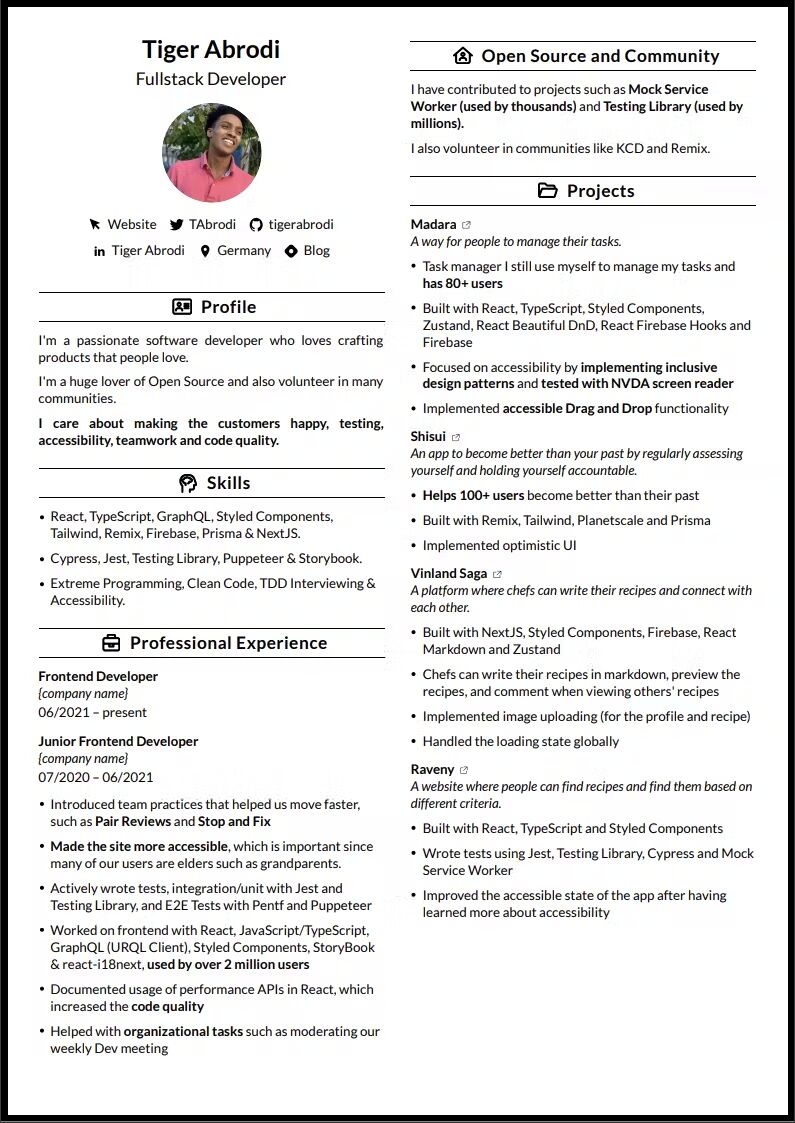 Tiger Abrodi
Fullstack Developer
Website TAbrodi tigerabrodi
in Tiger Abrodi Germany Blog
Profile
I'm a passionate software developer who loves crafting
products that people love.
I'm a huge lover of Open Source and also volunteer in many
communities.
I care about making the customers happy, testing,
accessibility, teamwork and code quality.
Skills
• React, TypeScript, GraphQL, Styled Components,
Tailwind, Remix, Firebase, Prisma & NextJS.
• Cypress, Jest, Testing Library, Puppeteer & Storybook.
• Extreme Programming, Clean Code, TDD Interviewing &
Accessibility.
Professional Experience
Frontend Developer
{company name}
06/2021 – present
Junior Frontend Developer
{company name}
07/2020 – 06/2021
• Introduced team practices that helped us move faster,
such as Pair Reviews and Stop and Fix
• Made the site more accessible, which is important since
many of our users are elders such as grandparents.
• Actively wrote tests, integration/unit with Jest and
Testing Library, and E2E Tests with Pentf and Puppeteer
• Worked on frontend with React, JavaScript/TypeScript,
GraphQL (URQL Client), Styled Components, StoryBook
& react-i18next, used by over 2 million users
• Documented usage of performance APIs in React, which
increased the code quality
• Helped with organizational tasks such as moderating our
weekly Dev meeting
Open Source and Community
I have contributed to projects such as Mock Service
Worker (used by thousands) and Testing Library (used by
millions).
I also volunteer in communities like KCD and Remix.
Projects
Madara
A way for people to manage their tasks.
• Task manager I still use myself to manage my tasks and
has 80+ users
• Built with React, TypeScript, Styled Components,
Zustand, React Beautiful DnD, React Firebase Hooks and
Firebase
• Focused on accessibility by implementing inclusive
design patterns and tested with NVDA screen reader
• Implemented accessible Drag and Drop functionality
Shisui
An app to become better than your past by regularly assessing
yourself and holding yourself accountable.
• Helps 100+ users become better than their past
• Built with Remix, Tailwind, Planetscale and Prisma
• Implemented optimistic UI
Vinland Saga
A platform where chefs can write their recipes and connect with
each other.
• Built with NextJS, Styled Components, Firebase, React
Markdown and Zustand
• Chefs can write their recipes in markdown, preview the
recipes, and comment when viewing others' recipes
• Implemented image uploading (for the profile and recipe)
• Handled the loading state globally
Raveny
A website where people can find recipes and find them based on
different criteria.
• Built with React, TypeScript and Styled Components
• Wrote tests using Jest, Testing Library, Cypress and Mock
Service Worker
• Improved the accessible state of the app after having
learned more about accessibility